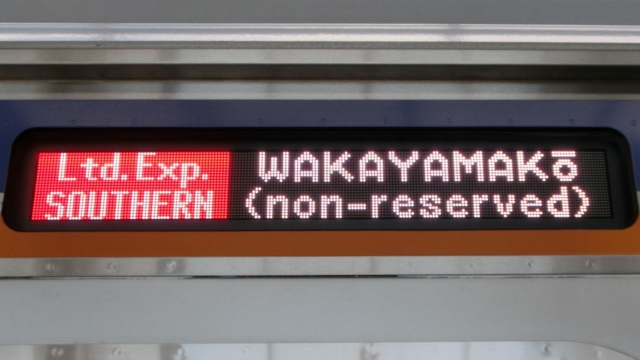 Ltd.Exp. WAKAYAMAKō
SOUTHERN (non-reserved)